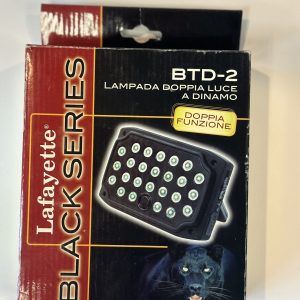 BTD-2
LAMPADA DOPPIA LUCE
A DINAMO
DOPPIA
FUNZIONE
Lafayette®
BLACK SERIES